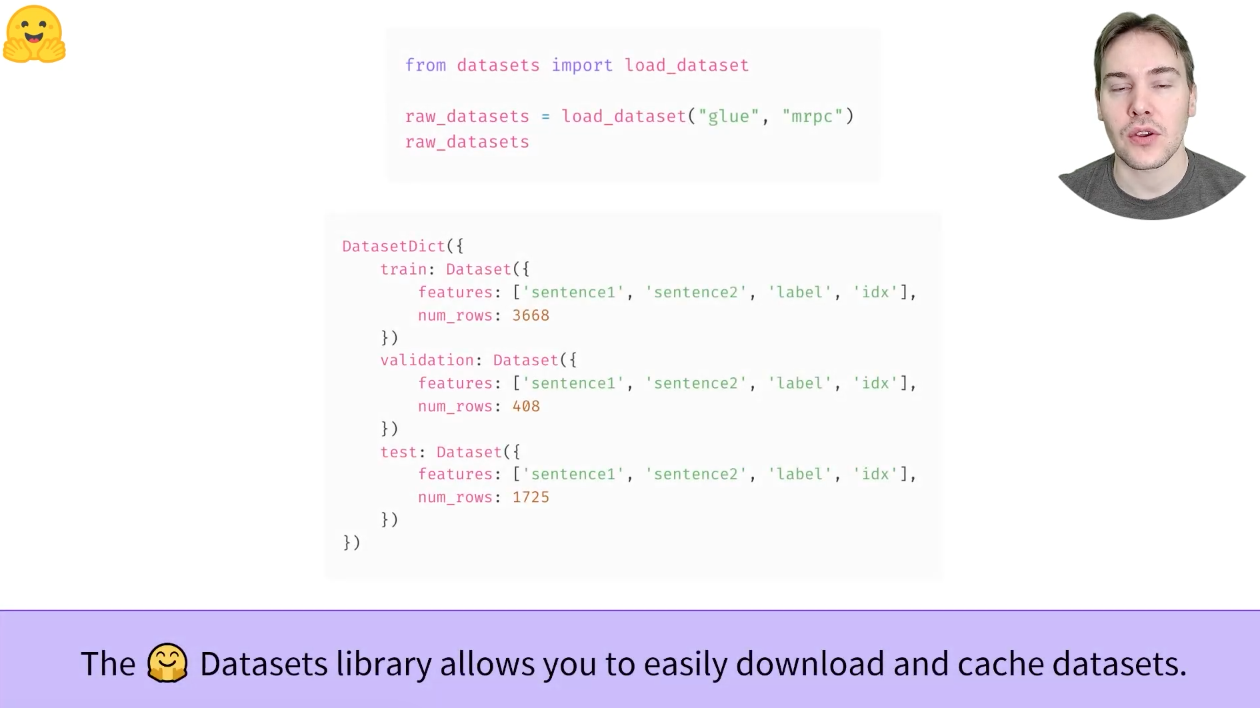 from datasets import load_dataset
raw_datasets = load_dataset("glue", "mrpc")
raw_datasets
DatasetDict({
    train: Dataset({
        features: ['sentence1', 'sentence2', 'label', 'idx'],
        num_rows: 3668
    })
    validation: Dataset({
        features: ['sentence1', 'sentence2', 'label', 'idx'],
        num_rows: 408
    })
    test: Dataset({
        features: ['sentence1', 'sentence2', 'label', 'idx'],
        num_rows: 1725
    })
})
The 🤗 Datasets library allows you to easily download and cache datasets.